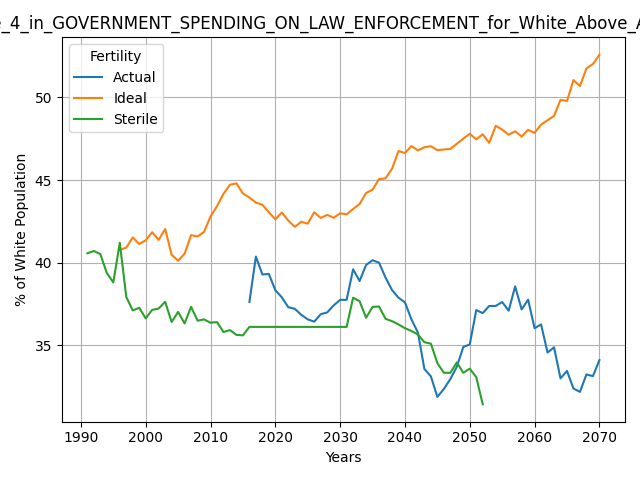 _4_in_GOVERNMENT_SPENDING_ON_LAW_ENFORCEMENT_for_White_Above_
Fertility
Actual
Ideal
Sterile
% of White Population
50
45
40
35
1990
2000
2010
2020
2030
2040
2050
2060
2070
Years